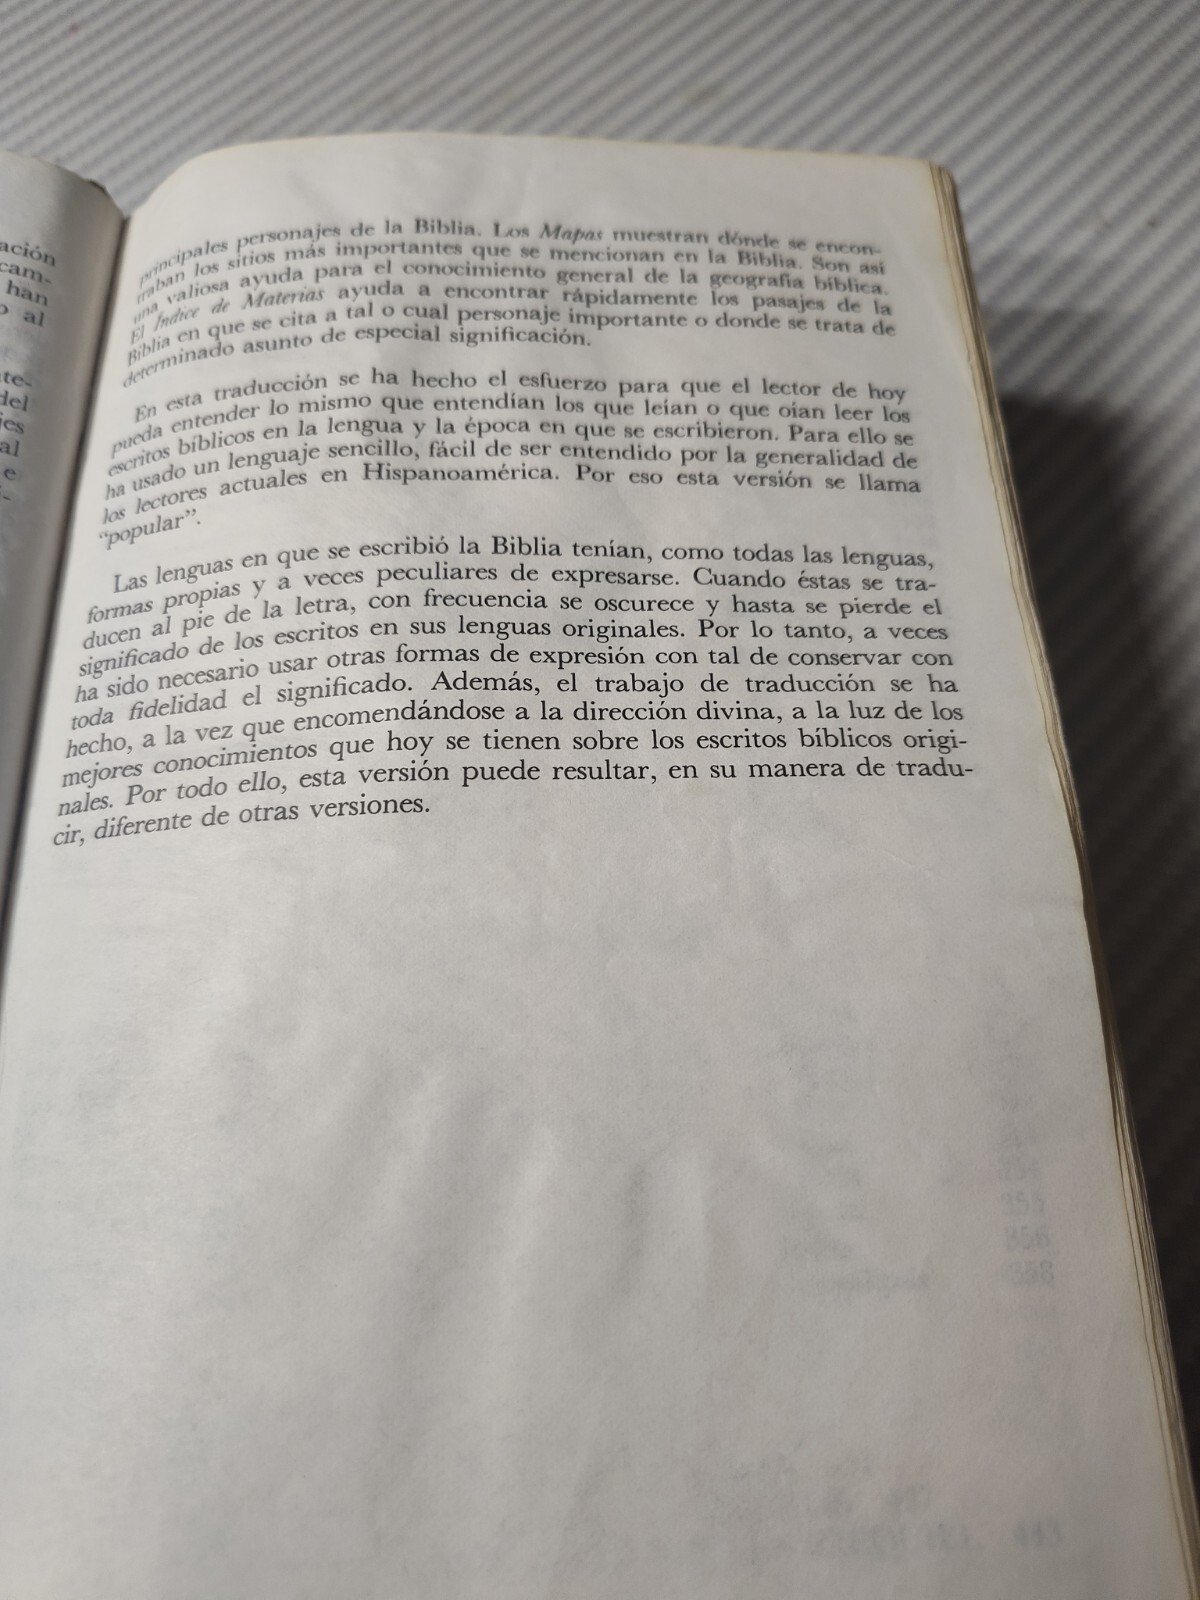 ación
cam-
han
o al
te-
del
es
al
e
principales personajes de la Biblia. Los Mapas muestran dónde se encon-
traban los sitios más importantes que se mencionan en la Biblia. Son así
una valiosa ayuda para el conocimiento general de la geografía bíblica.
El Índice de Materias ayuda a encontrar rápidamente los pasajes de la
Biblia en que se cita a tal o cual personaje importante o donde se trata de
determinado asunto de especial significación.
En esta traducción se ha hecho el esfuerzo para que el lector de hoy
pueda entender lo mismo que entendían los que leían o que oían leer los
escritos bíblicos en la lengua y la época en que se escribieron. Para ello se
ha usado un lenguaje sencillo, fácil de ser entendido por la generalidad de
los lectores actuales en Hispanoamérica. Por eso esta versión se llama
“popular”.
Las lenguas en que se escribió la Biblia tenían, como todas las lenguas,
formas propias y a veces peculiares de expresarse. Cuando éstas se tra-
ducen al pie de la letra, con frecuencia se oscurece y hasta se pierde el
significado de los escritos en sus lenguas originales. Por lo tanto, a veces
ha sido necesario usar otras formas de expresión con tal de conservar con
toda fidelidad el significado. Además, el trabajo de traducción se ha
hecho, a la vez que encomendándose a la dirección divina, a la luz de los
mejores conocimientos que hoy se tienen sobre los escritos bíblicos origi-
nales. Por todo ello, esta versión puede resultar, en su manera de tradu-
cir, diferente de otras versiones.